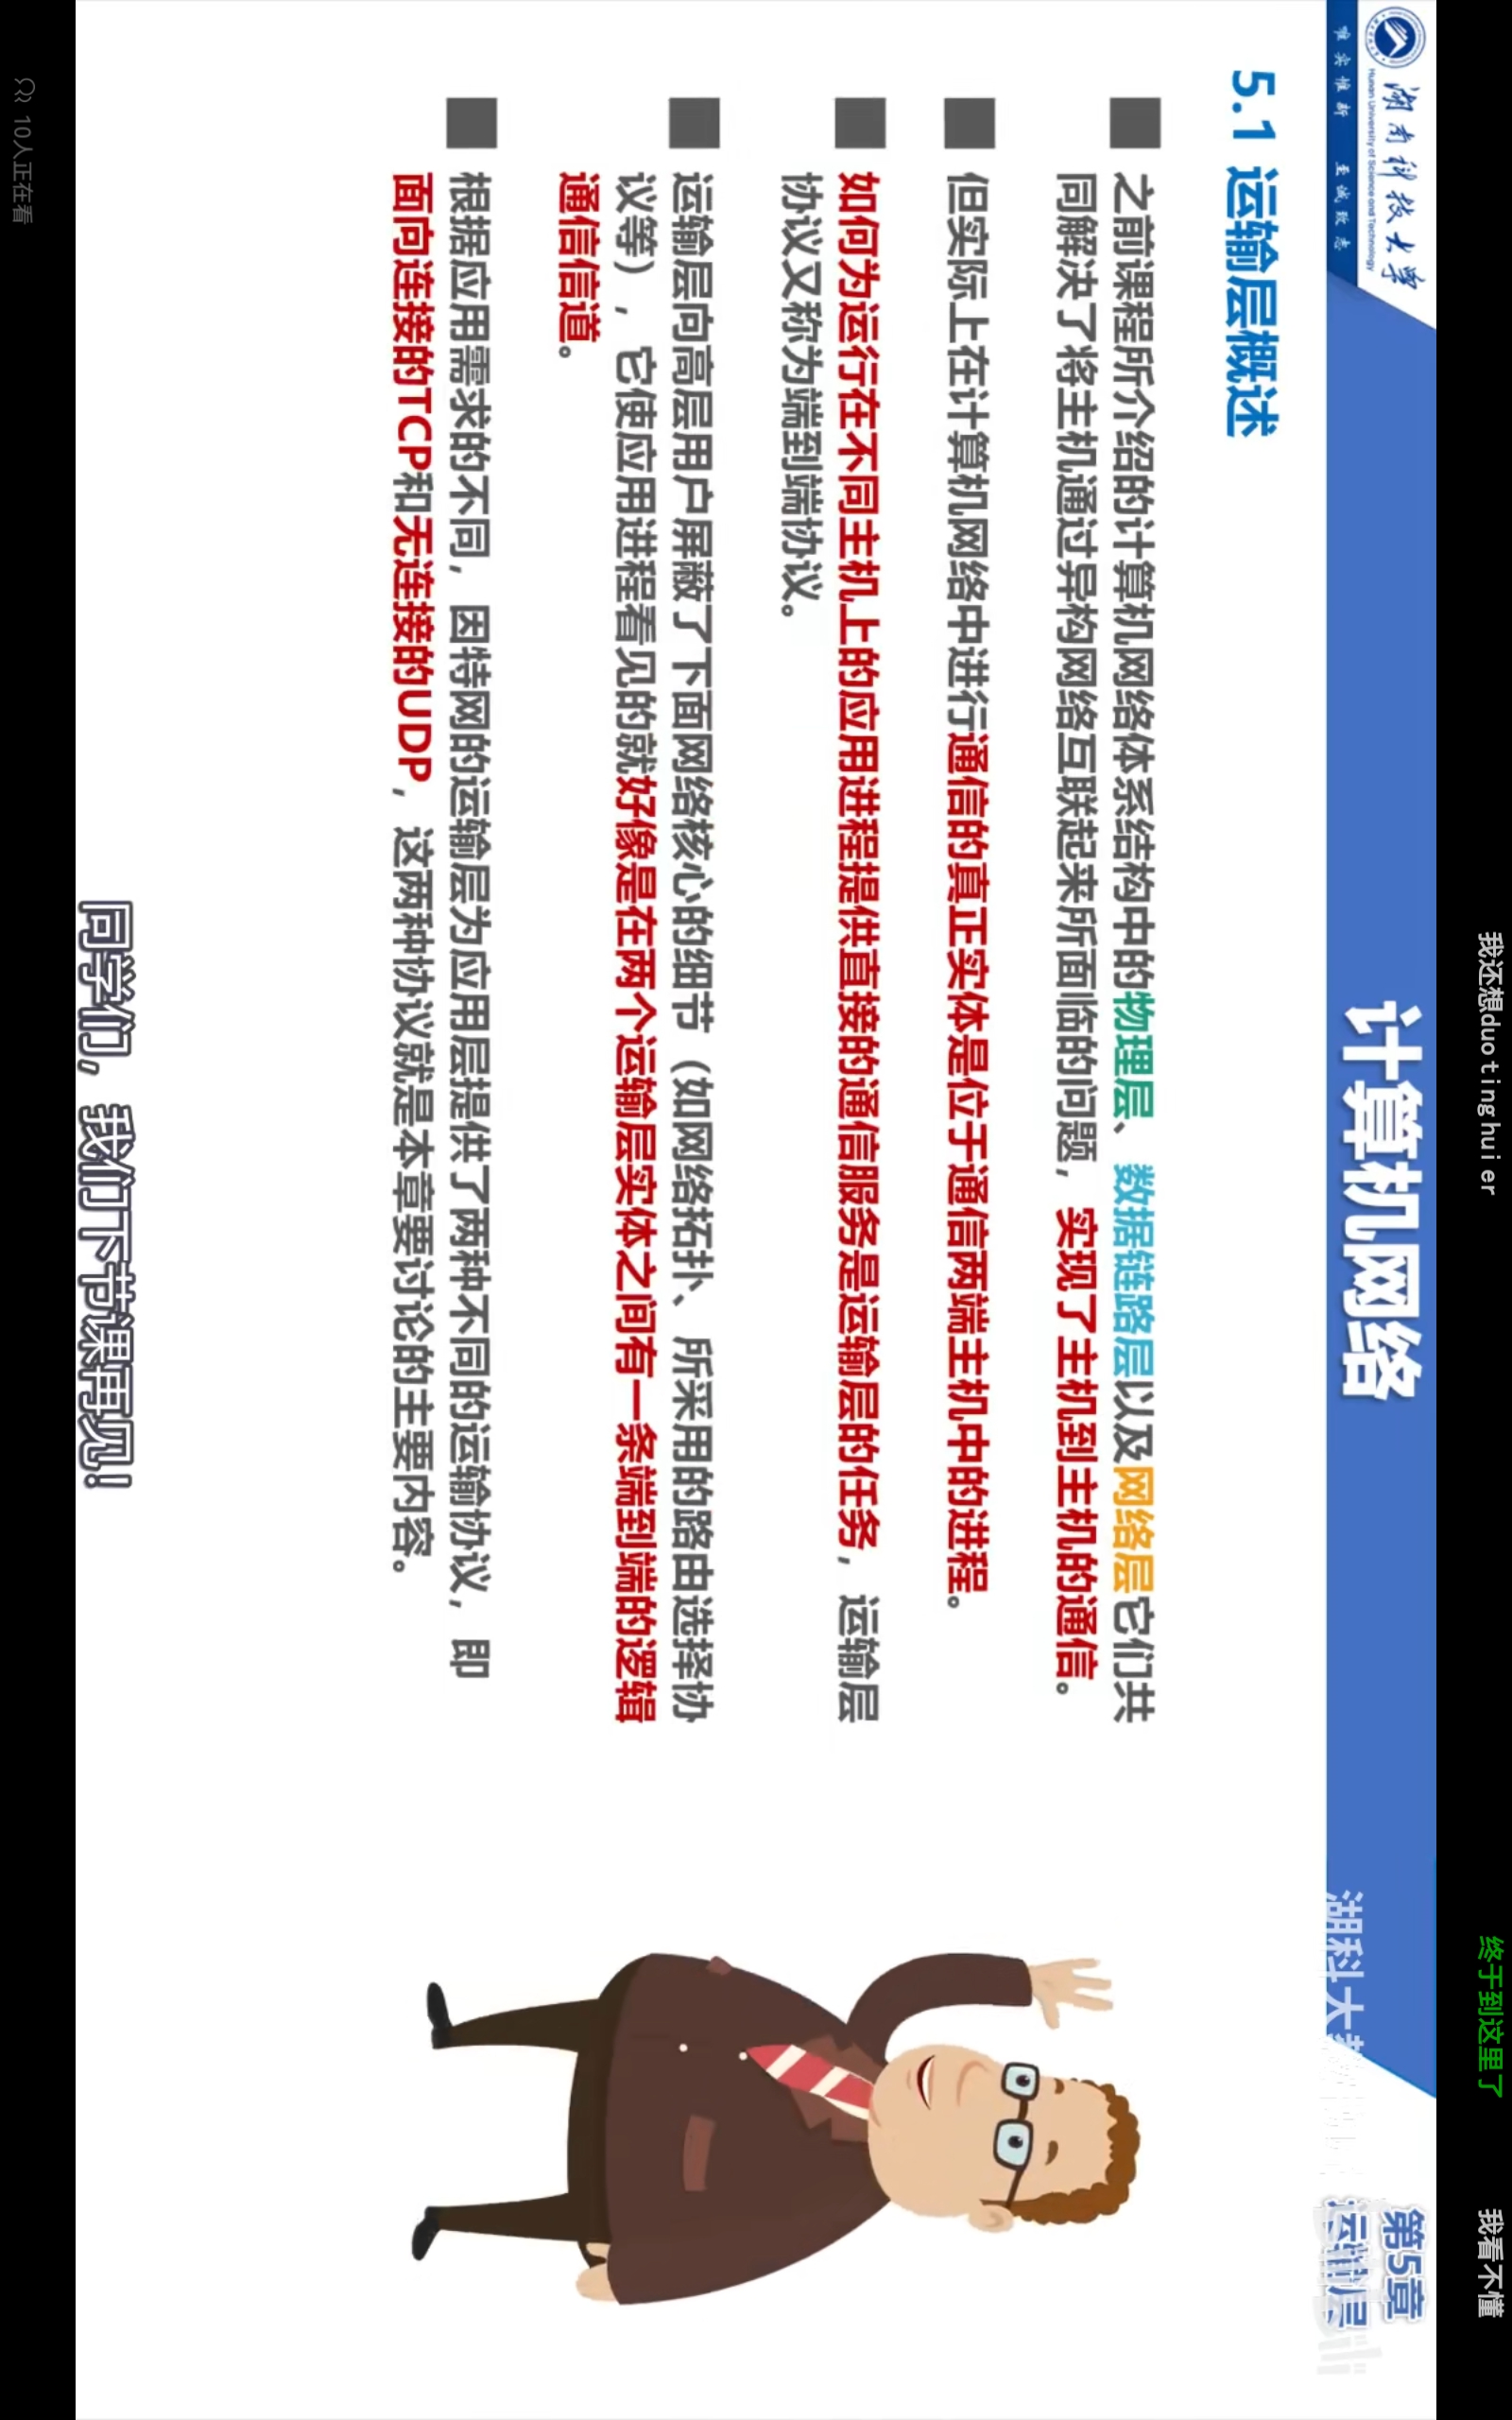 我还想duotinghuier
终于到这里了
我看不懂
湖南科技大学
Hunan University of Science and Technology
唯实惟新 至诚致志
计算机网络
第5章
运输层
湖科大
5.1 运输层概述
之前课程所介绍的计算机网络体系结构中的物理层、数据链路层以及网络层它们共
同解决了将主机通过异构网络互联起来所面临的问题，实现了主机到主机的通信。
但实际上在计算机网络中进行通信的真正实体是位于通信两端主机中的进程。
如何为运行在不同主机上的应用进程提供直接的通信服务是运输层的任务，运输层
协议又称为端到端协议。
运输层向高层用户屏蔽了下面网络核心的细节（如网络拓扑、所采用的路由选择协
议等），它使应用进程看见的就好像是在两个运输层实体之间有一条端到端的逻辑
通信信道。
根据应用需求的不同，因特网的运输层为应用层提供了两种不同的运输协议，即
面向连接的TCP和无连接的UDP，这两种协议就是本章要讨论的主要内容。
同学们，我们下节课再见！
10人正在看